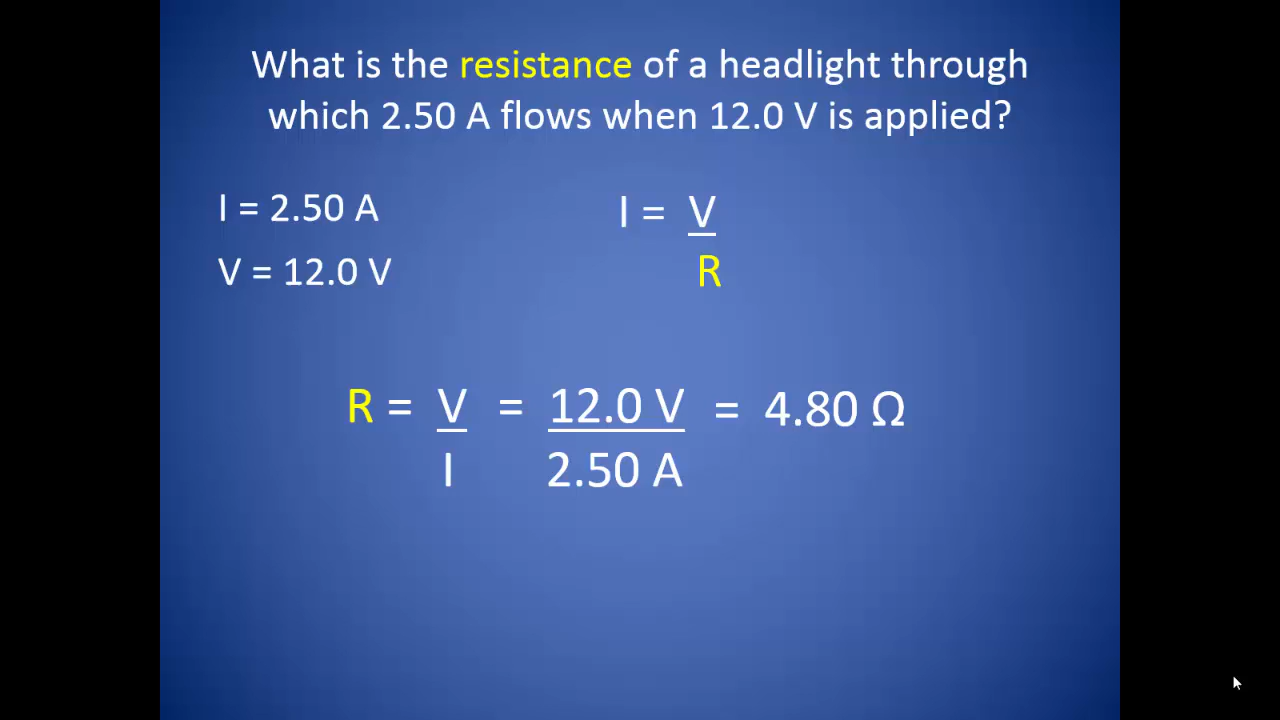 What is the resistance of a headlight through
which 2.50 A flows when 12.0 V is applied?
I = 2.50 A
V = 12.0 V
I = V
R
R = V = 12.0 V = 4.80 Ω
I 2.50 A